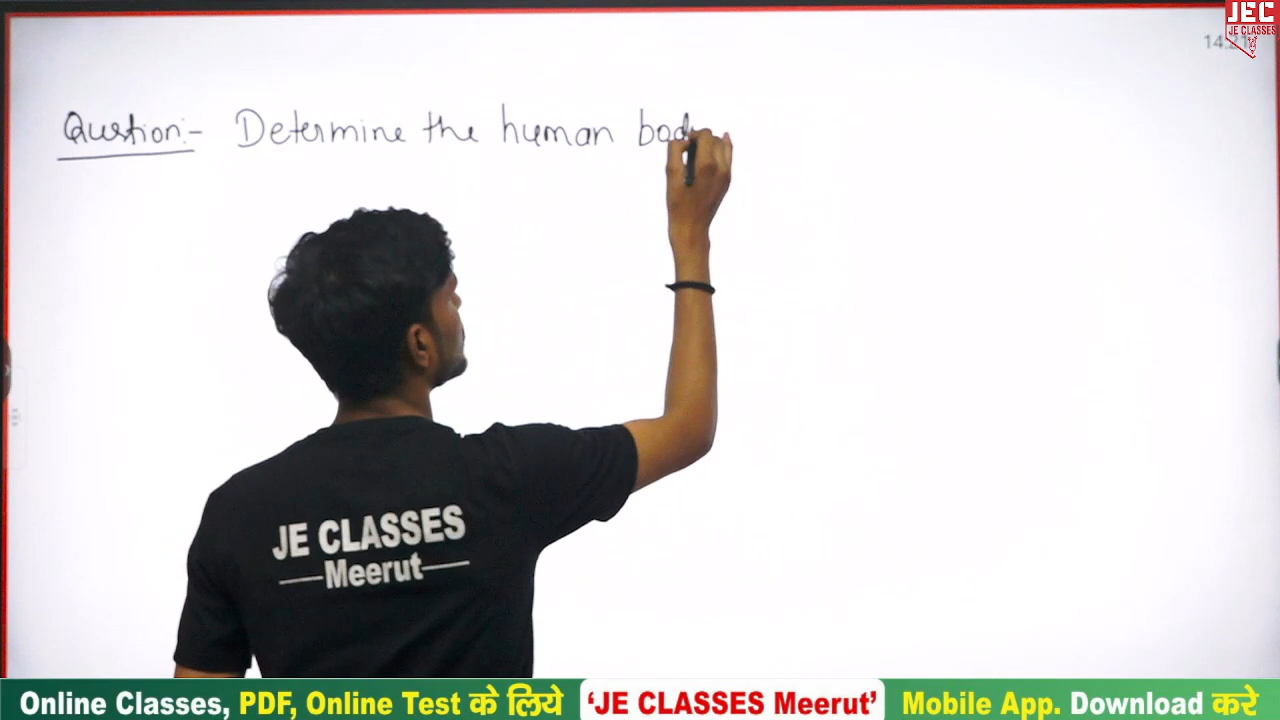 JEC
JE CLASSES
Question:- Determine the human body
JE CLASSES
Meerut
Online Classes, PDF, Online Test के लिये 'JE CLASSES Meerut' Mobile App. Download करे